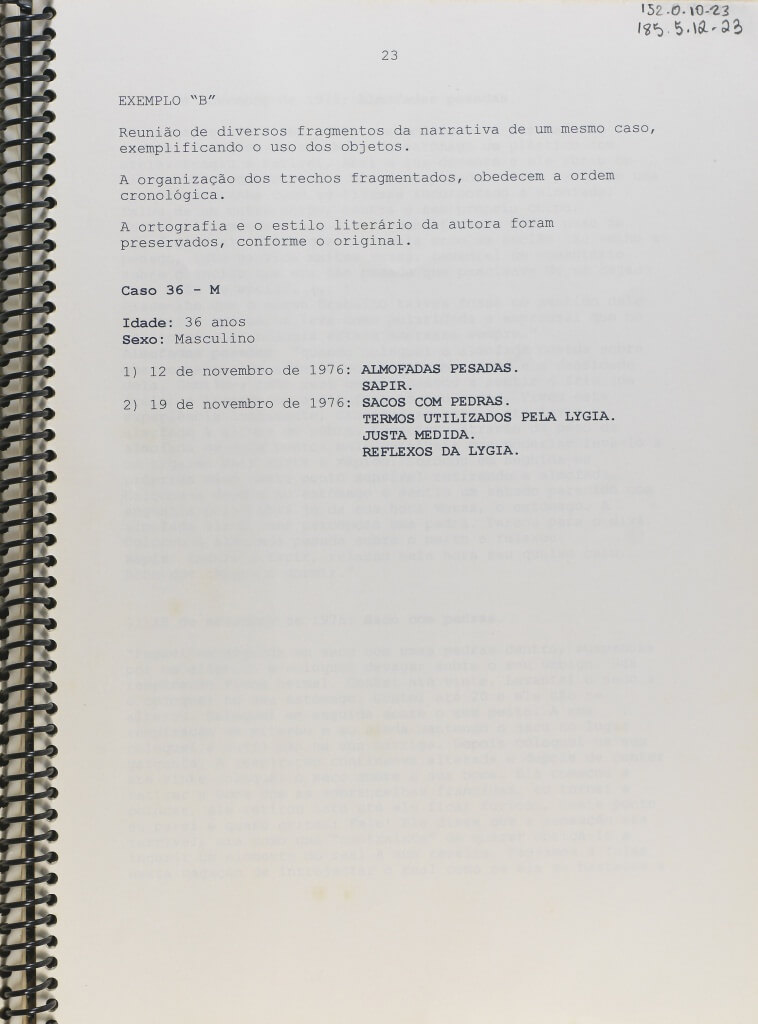 152.0.10-23
185.5.12-23
23
EXEMPLO "B"
Reunião de diversos fragmentos da narrativa de um mesmo caso,
exemplificando o uso dos objetos.
A organização dos trechos fragmentados, obedecem a ordem
cronológica.
A ortografia e o estilo literário da autora foram
preservados, conforme o original.
Caso 36 - M
Idade: 36 anos
Sexo: Masculino
1) 12 de novembro de 1976: ALMOFADAS PESADAS.
SAPIR.
2) 19 de novembro de 1976: SACOS COM PEDRAS.
TERMOS UTILIZADOS PELA LYGIA.
JUSTA MEDIDA.
REFLEXOS DA LYGIA.